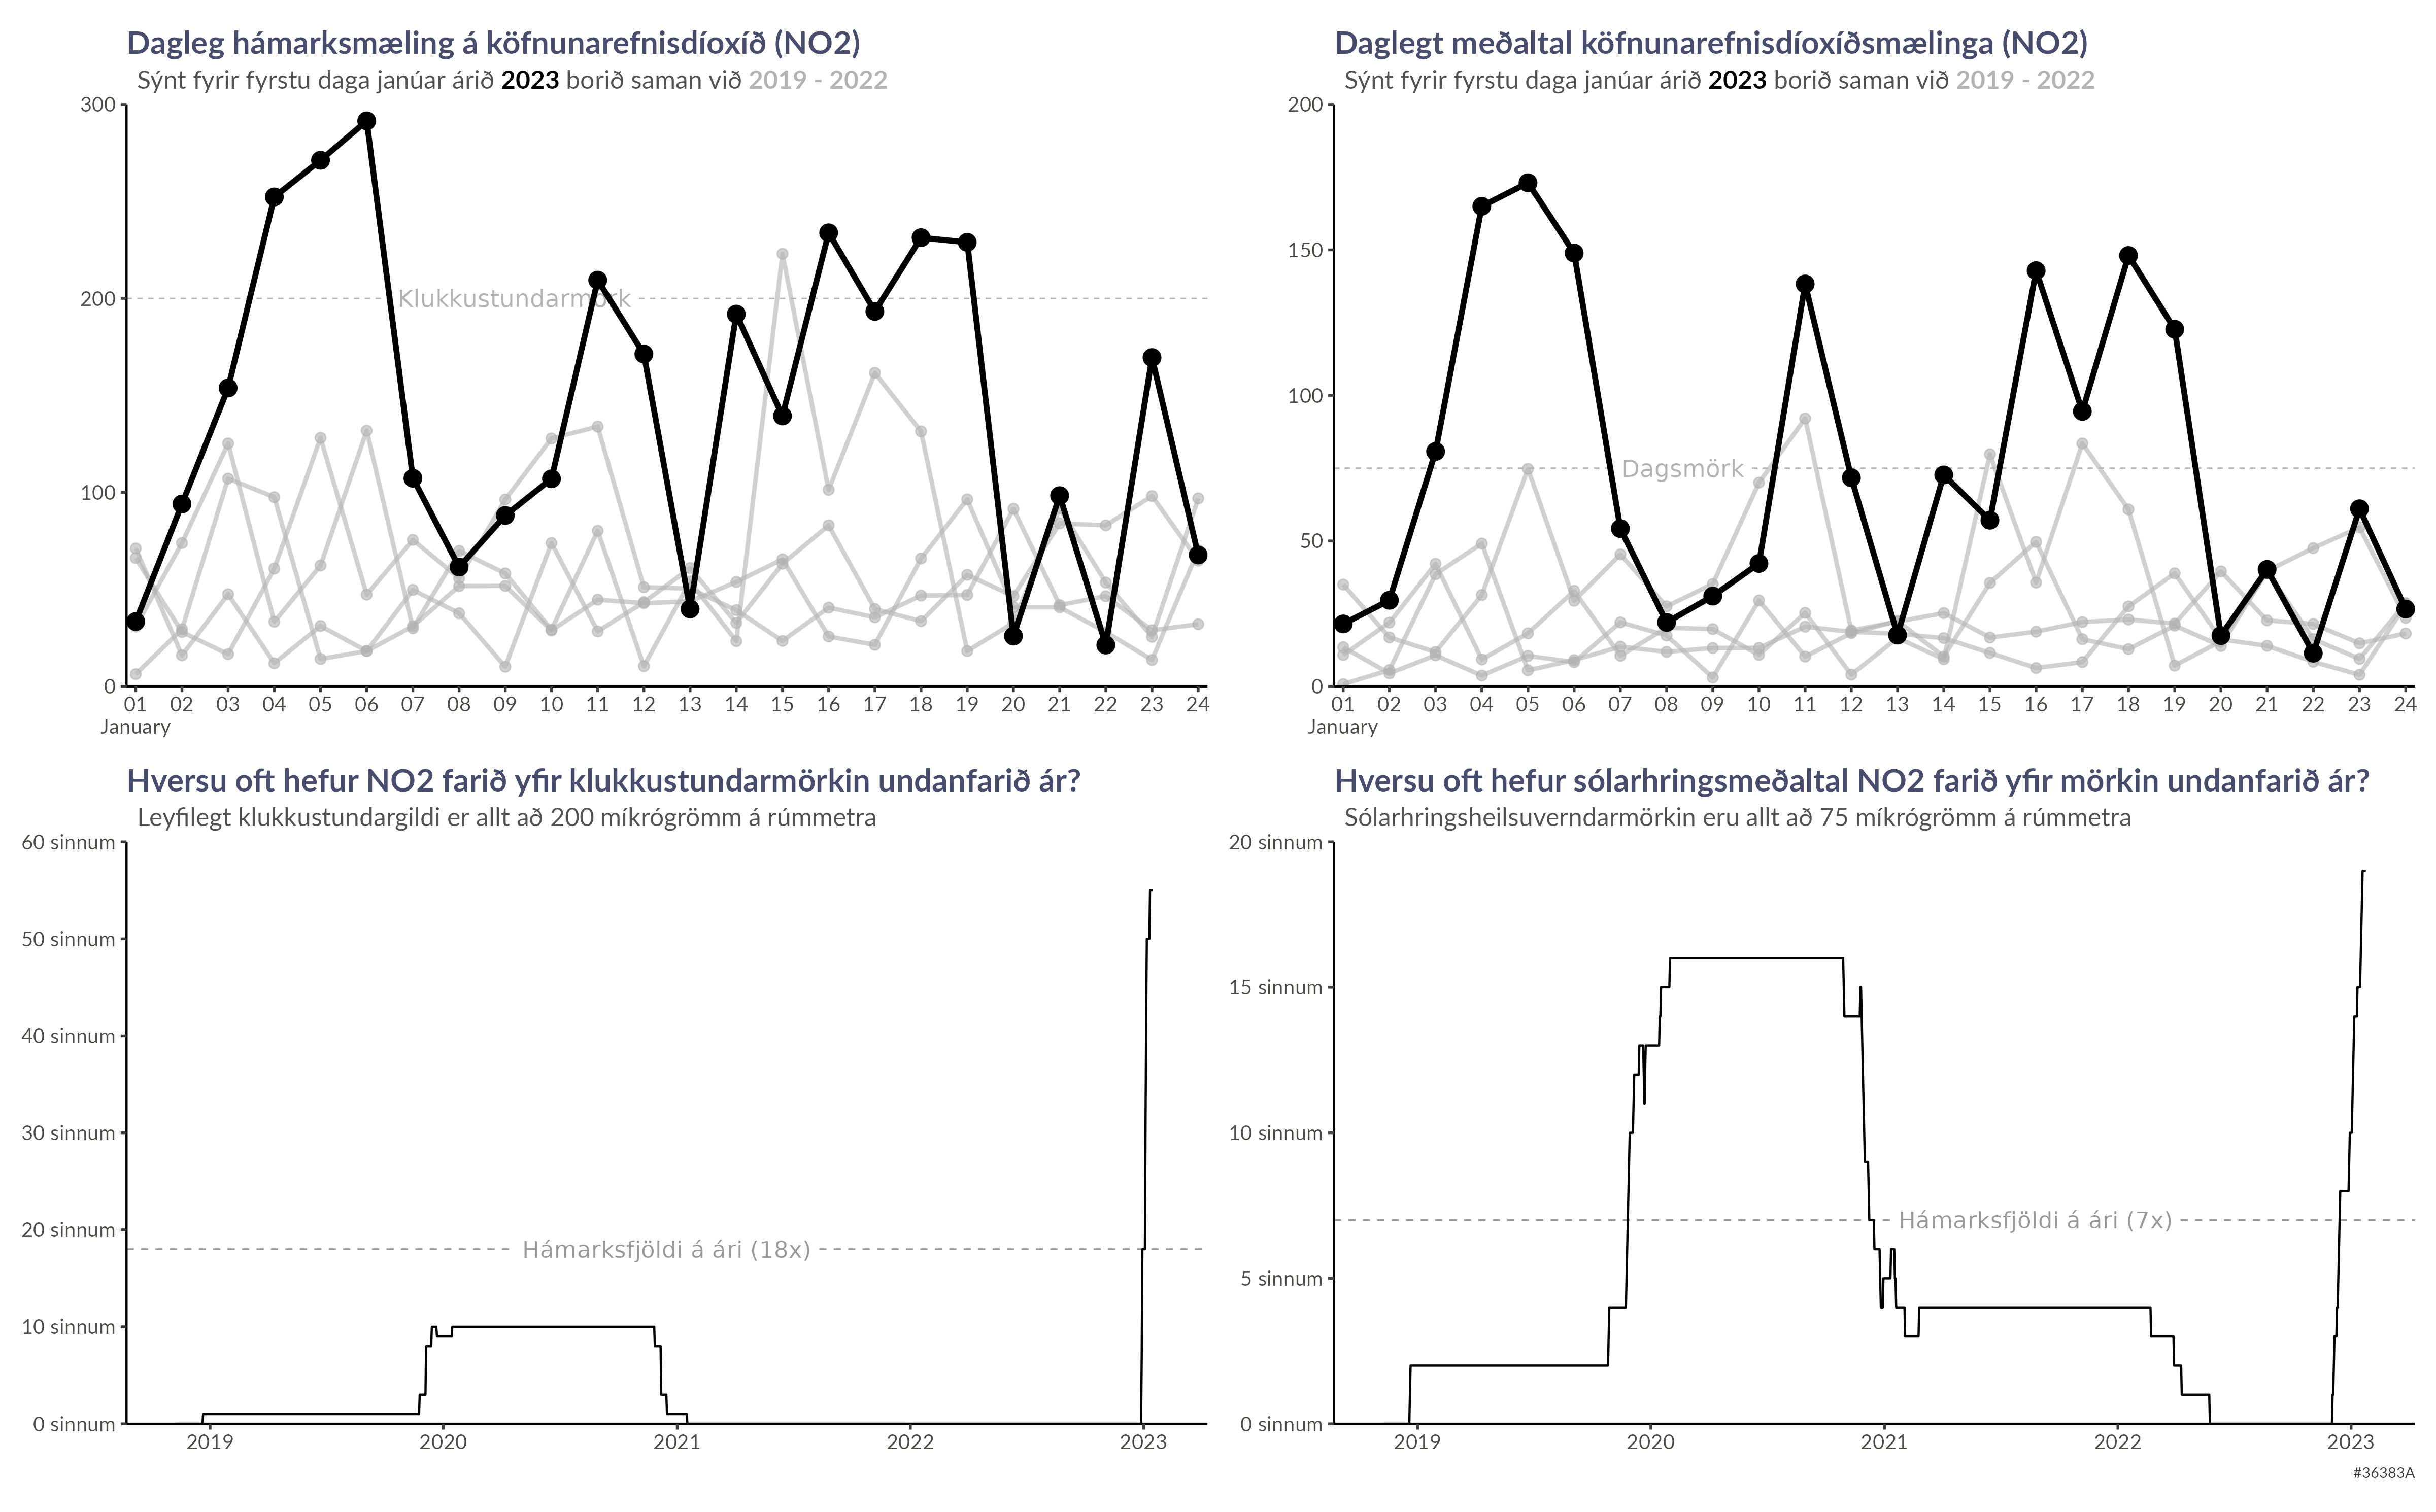 Dagleg hámarksmæling á köfnunarefnisdíoxíð (NO2)
Sýnt fyrir fyrstu daga janúar árið 2023 borið saman við 2019 - 2022
300
200
100
0
Klukkustundarmörk
01 02 03 04 05 06 07 08 09 10 11 12 13 14 15 16 17 18 19 20 21 22 23 24
January
Daglegt meðaltal köfnunarefnisdíoxíðsmælinga (NO2)
Sýnt fyrir fyrstu daga janúar árið 2023 borið saman við 2019 - 2022
200
150
100
50
0
Dagsmörk
01 02 03 04 05 06 07 08 09 10 11 12 13 14 15 16 17 18 19 20 21 22 23 24
January
Hversu oft hefur NO2 farið yfir klukkustundarmörkin undanfarið ár?
Leyfilegt klukkustundargildi er allt að 200 míkrógrömm á rúmmetra
60 sinnum
50 sinnum
40 sinnum
30 sinnum
20 sinnum
10 sinnum
0 sinnum
Hámarksfjöldi á ári (18x)
2019 2020 2021 2022 2023
Hversu oft hefur sólarhringsmeðaltal NO2 farið yfir mörkin undanfarið ár?
Sólarhringsheilsuverndarmörkin eru allt að 75 míkrógrömm á rúmmetra
20 sinnum
15 sinnum
10 sinnum
5 sinnum
0 sinnum
Hámarksfjöldi á ári (7x)
2019 2020 2021 2022 2023
#36383A